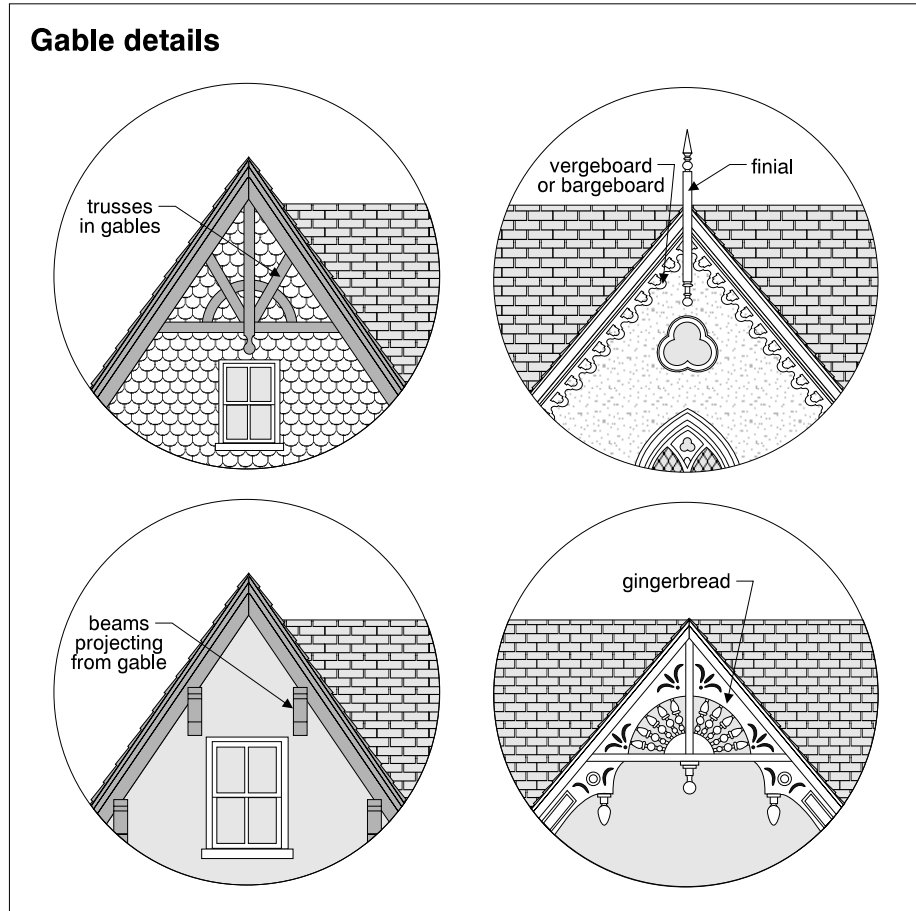 Gable details
trusses
in gables
vergeboard
or bargeboard
finial
beams
projecting
from gable
gingerbread